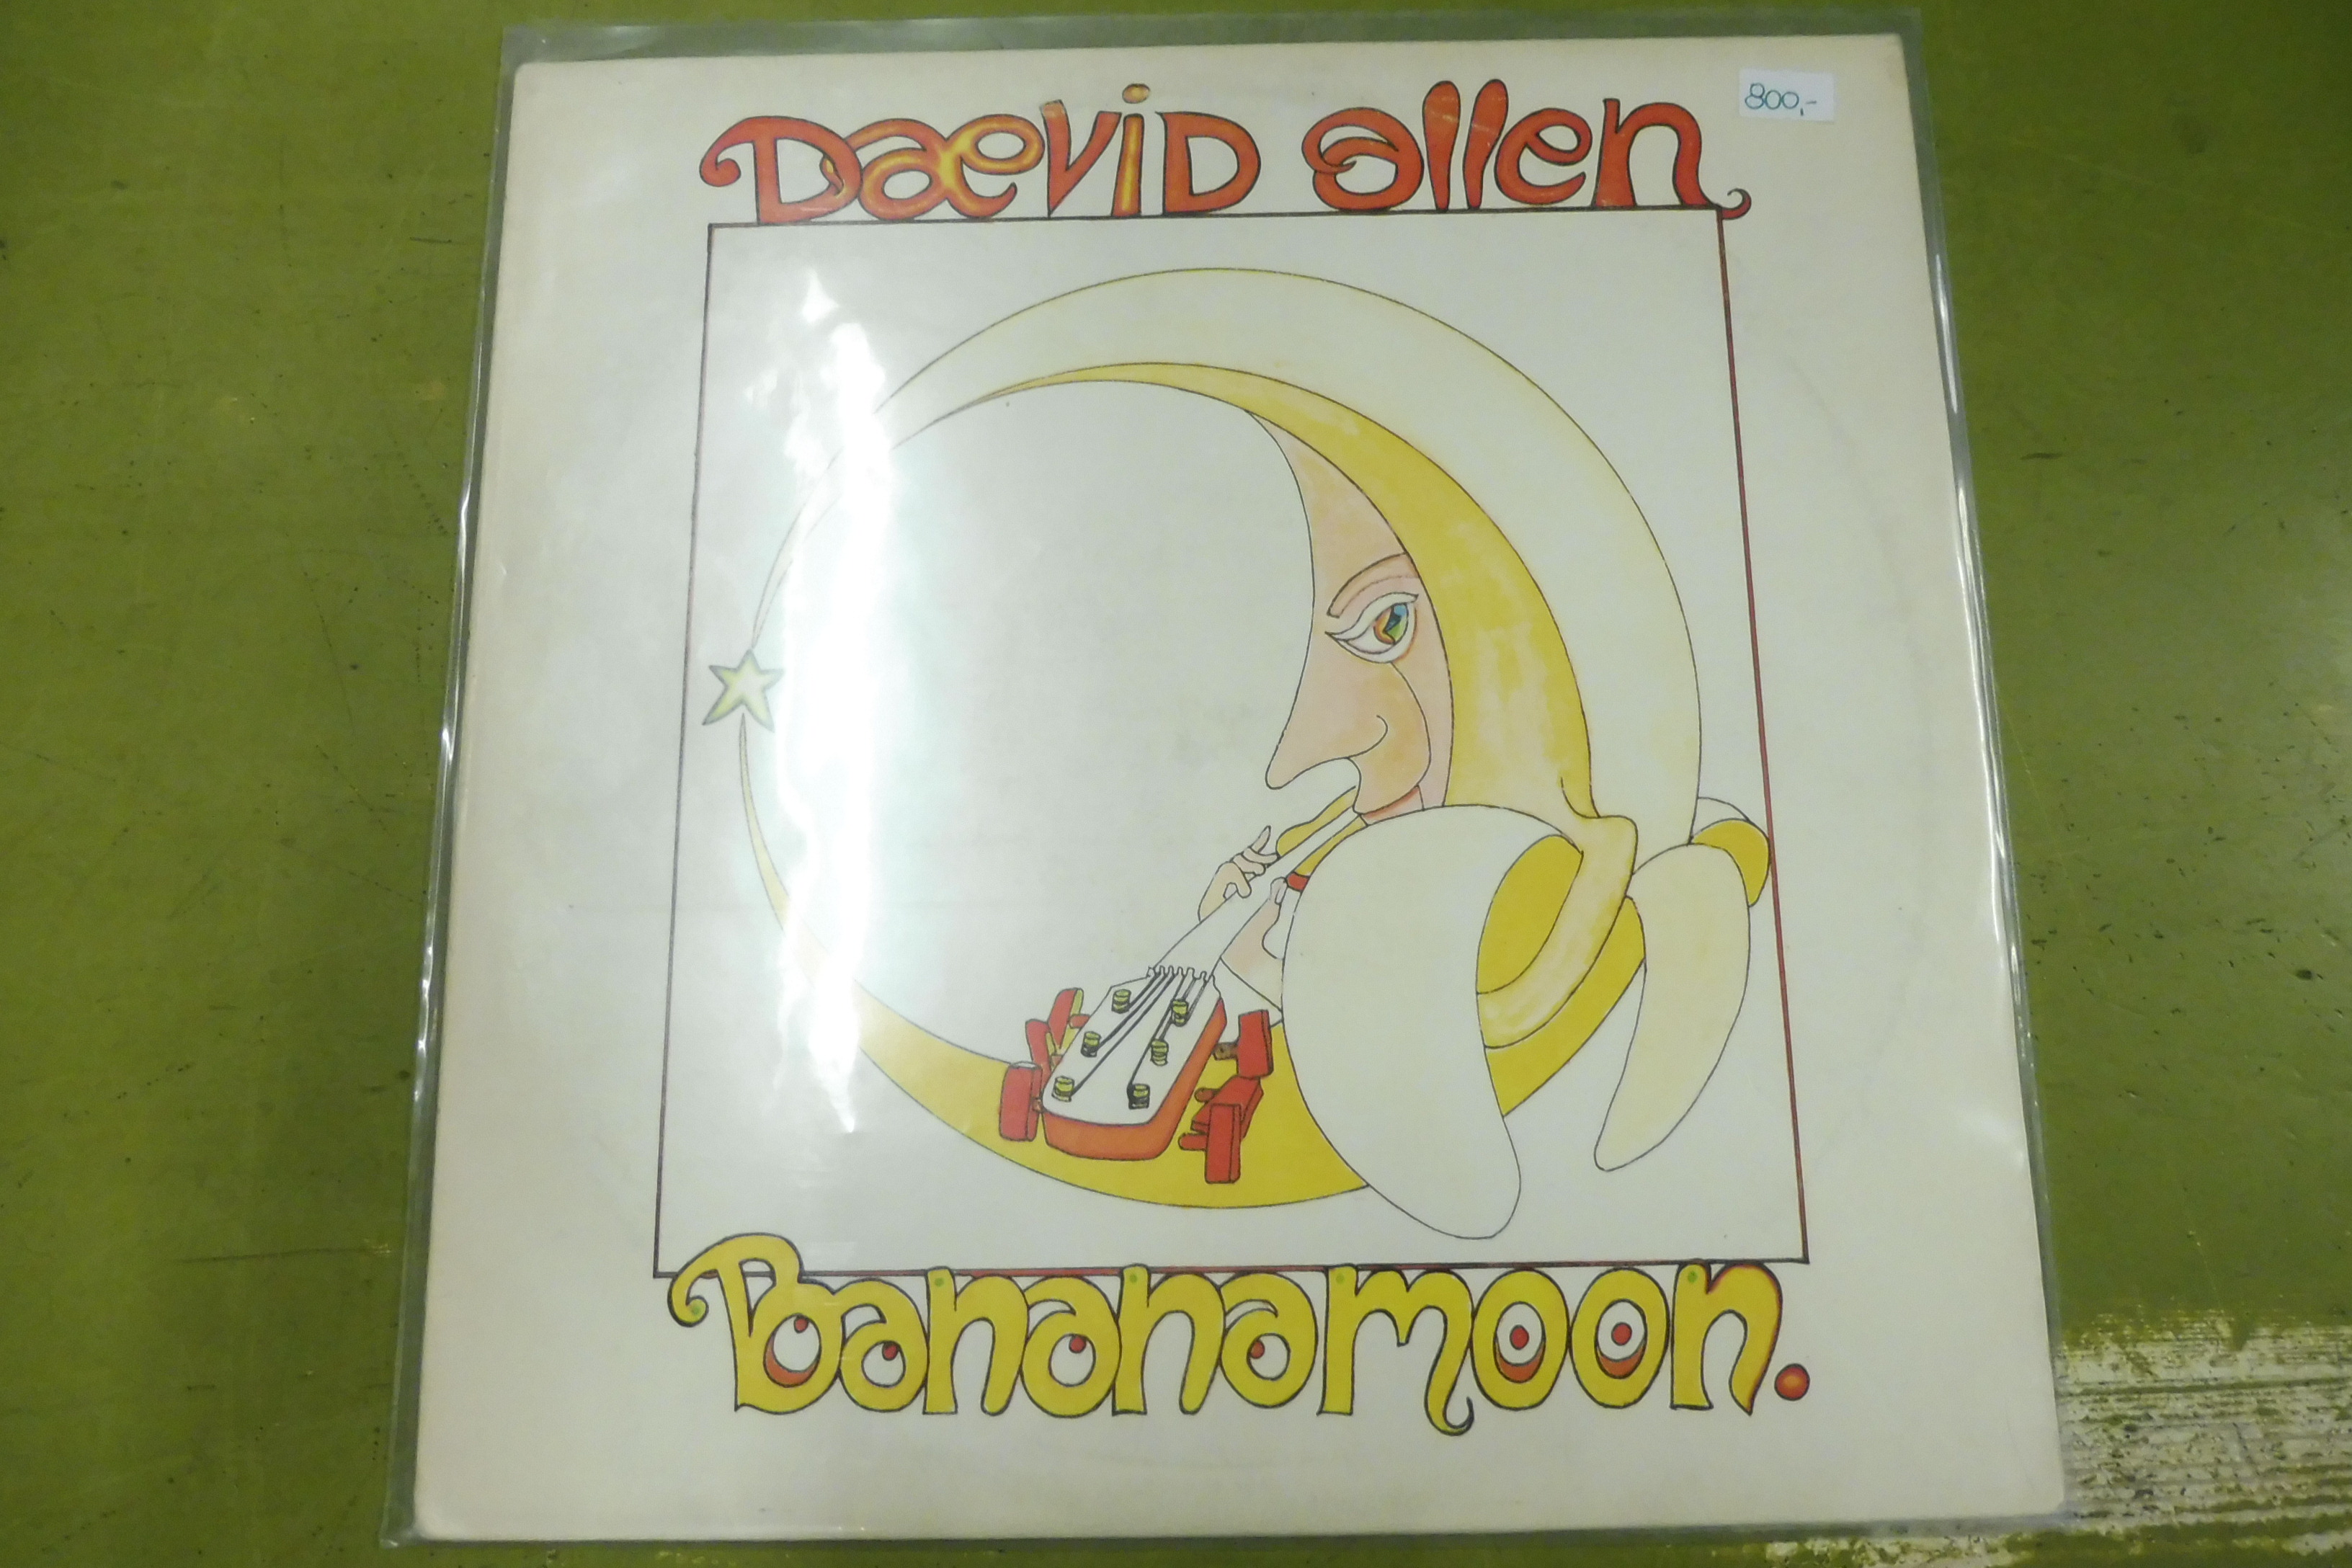 Daevid allen
800,-
Bananamoon.